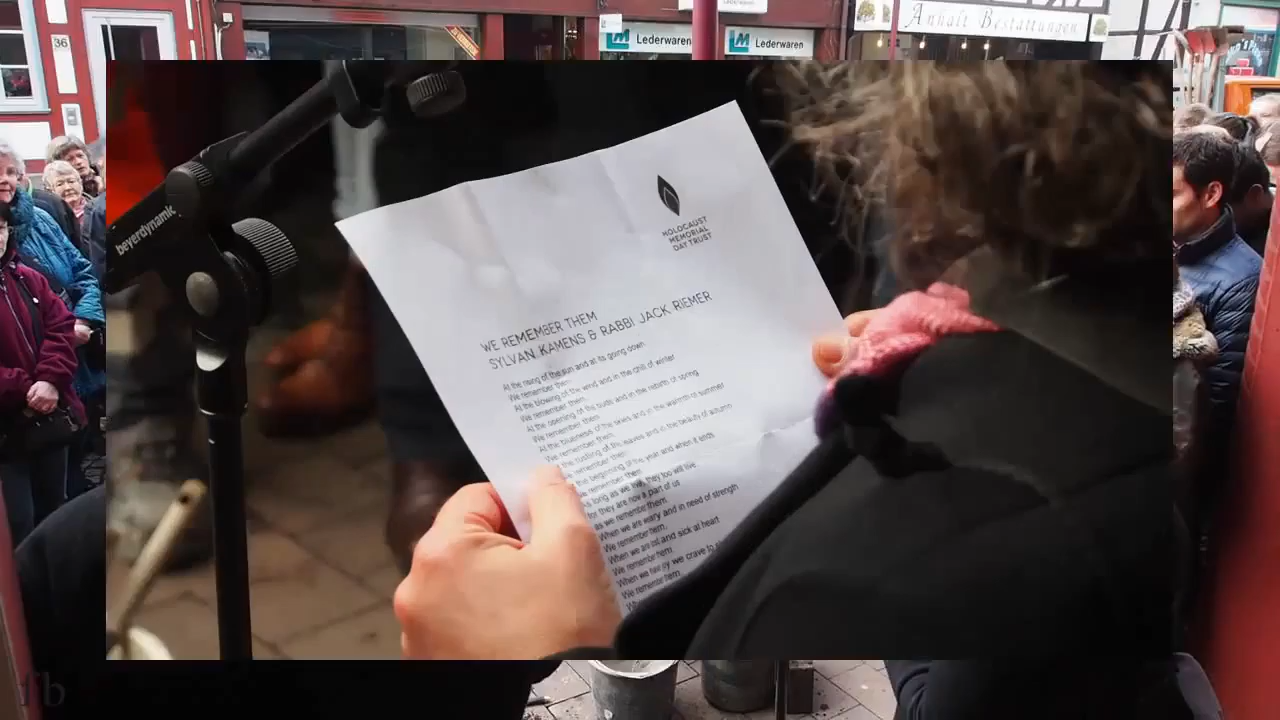 36
LM Lederwaren
LM Lederwaren
Lederwaren
Anhalt Bestattungen
beyerdynamic
HOLOCAUST
MEMORIAL
DAY TRUST
WE REMEMBER THEM
SYLVAN KAMENS & RABBI JACK RIEMER
At the rising of the sun and at its going down
We remember them.
At the blowing of the wind and in the chill of winter
We remember them.
At the opening of the buds and in the rebirth of spring
We remember them.
At the blueness of the skies and in the warmth of summer
We remember them.
the rustling of the leaves and in the beauty of autumn
remember them.
the beginning of the year and when it ends
We remember them.
as long as we live, they too will live
for they are now a part of us
as we remember them.
When we are weary and in need of strength
We remember them.
When we are lost and sick at heart
We remember them.
When we have joy we crave to
We remember them.
fb